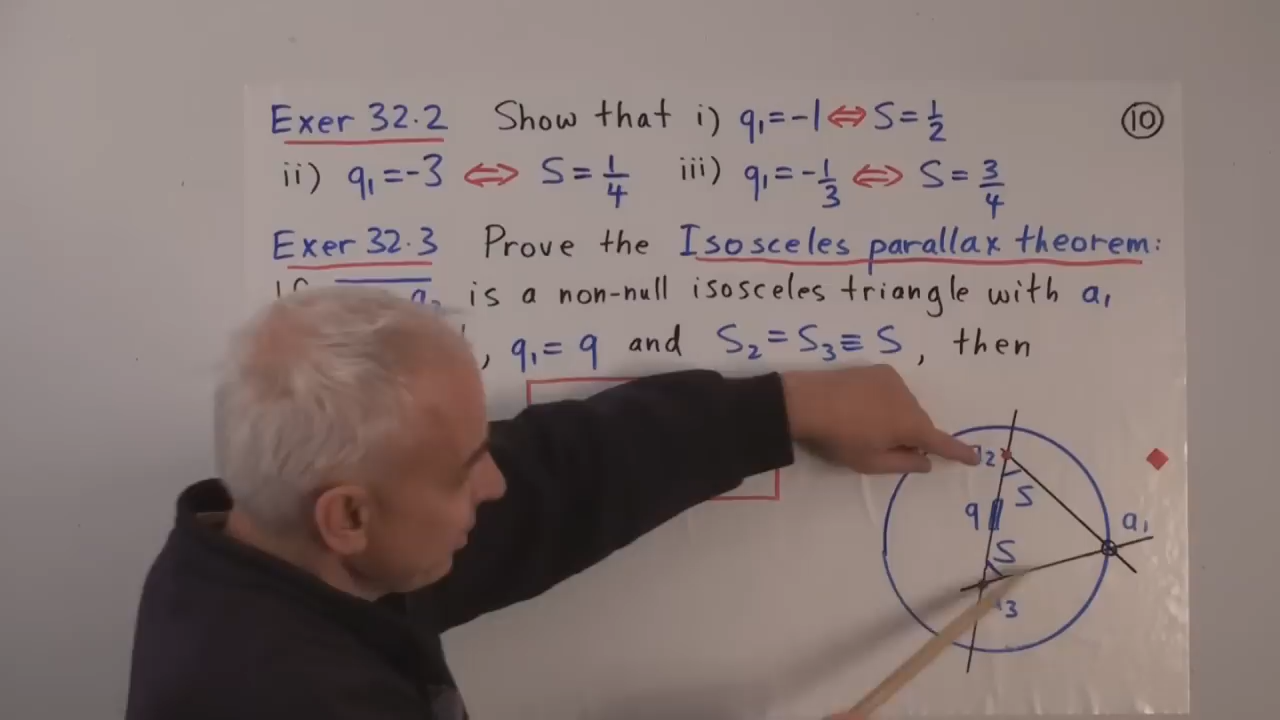 Exer 32.2 Show that i) q₁=-1 ⇔ S=1/2
10
ii) q₁=-3 ⇔ S=1/4 iii) q₁=-1/3 ⇔ S=3/4
Exer 32.3 Prove the Isosceles parallax theorem:
is a non-null isosceles triangle with a₁
, q₁=q and S₂=S₃≡S, then
2
S
q
a₁
S
3